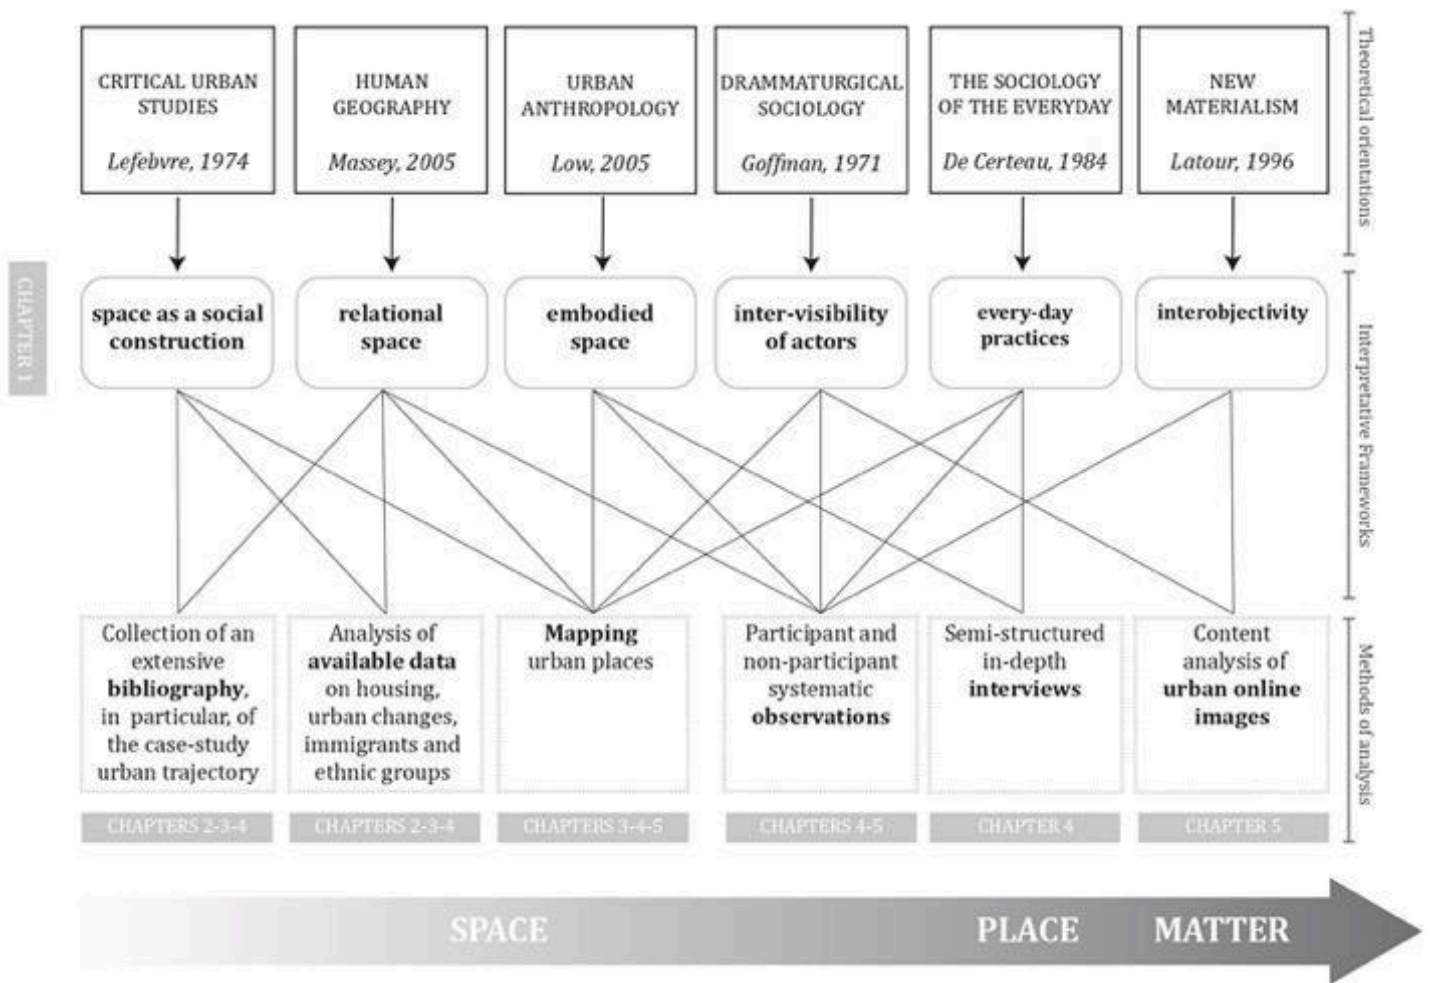 CRITICAL URBAN
STUDIES
Lefebvre, 1974
HUMAN
GEOGRAPHY
Massey, 2005
URBAN
ANTHROPOLOGY
Low, 2005
DRAMMATURGICAL
SOCIOLOGY
Goffman, 1971
THE SOCIOLOGY
OF THE EVERYDAY
De Certeau, 1984
NEW
MATERIALISM
Latour, 1996
Theoretical orientations
CHAPTER 1
space as a social
construction
relational
space
embodied
space
inter-visibility
of actors
every-day
practices
interobjectivity
Interpretative Frameworks
Collection of an
extensive
bibliography,
in particular, of
the case-study
urban trajectory
Analysis of
available data
on housing,
urban changes,
immigrants and
ethnic groups
Mapping
urban places
Participant and
non-participant
systematic
observations
Semi-structured
in-depth
interviews
Content
analysis of
urban online
images
Methods of analysis
CHAPTERS 2-3-4
CHAPTERS 2-3-4
CHAPTERS 3-4-5
CHAPTERS 4-5
CHAPTER 4
CHAPTER 5
SPACE
PLACE
MATTER